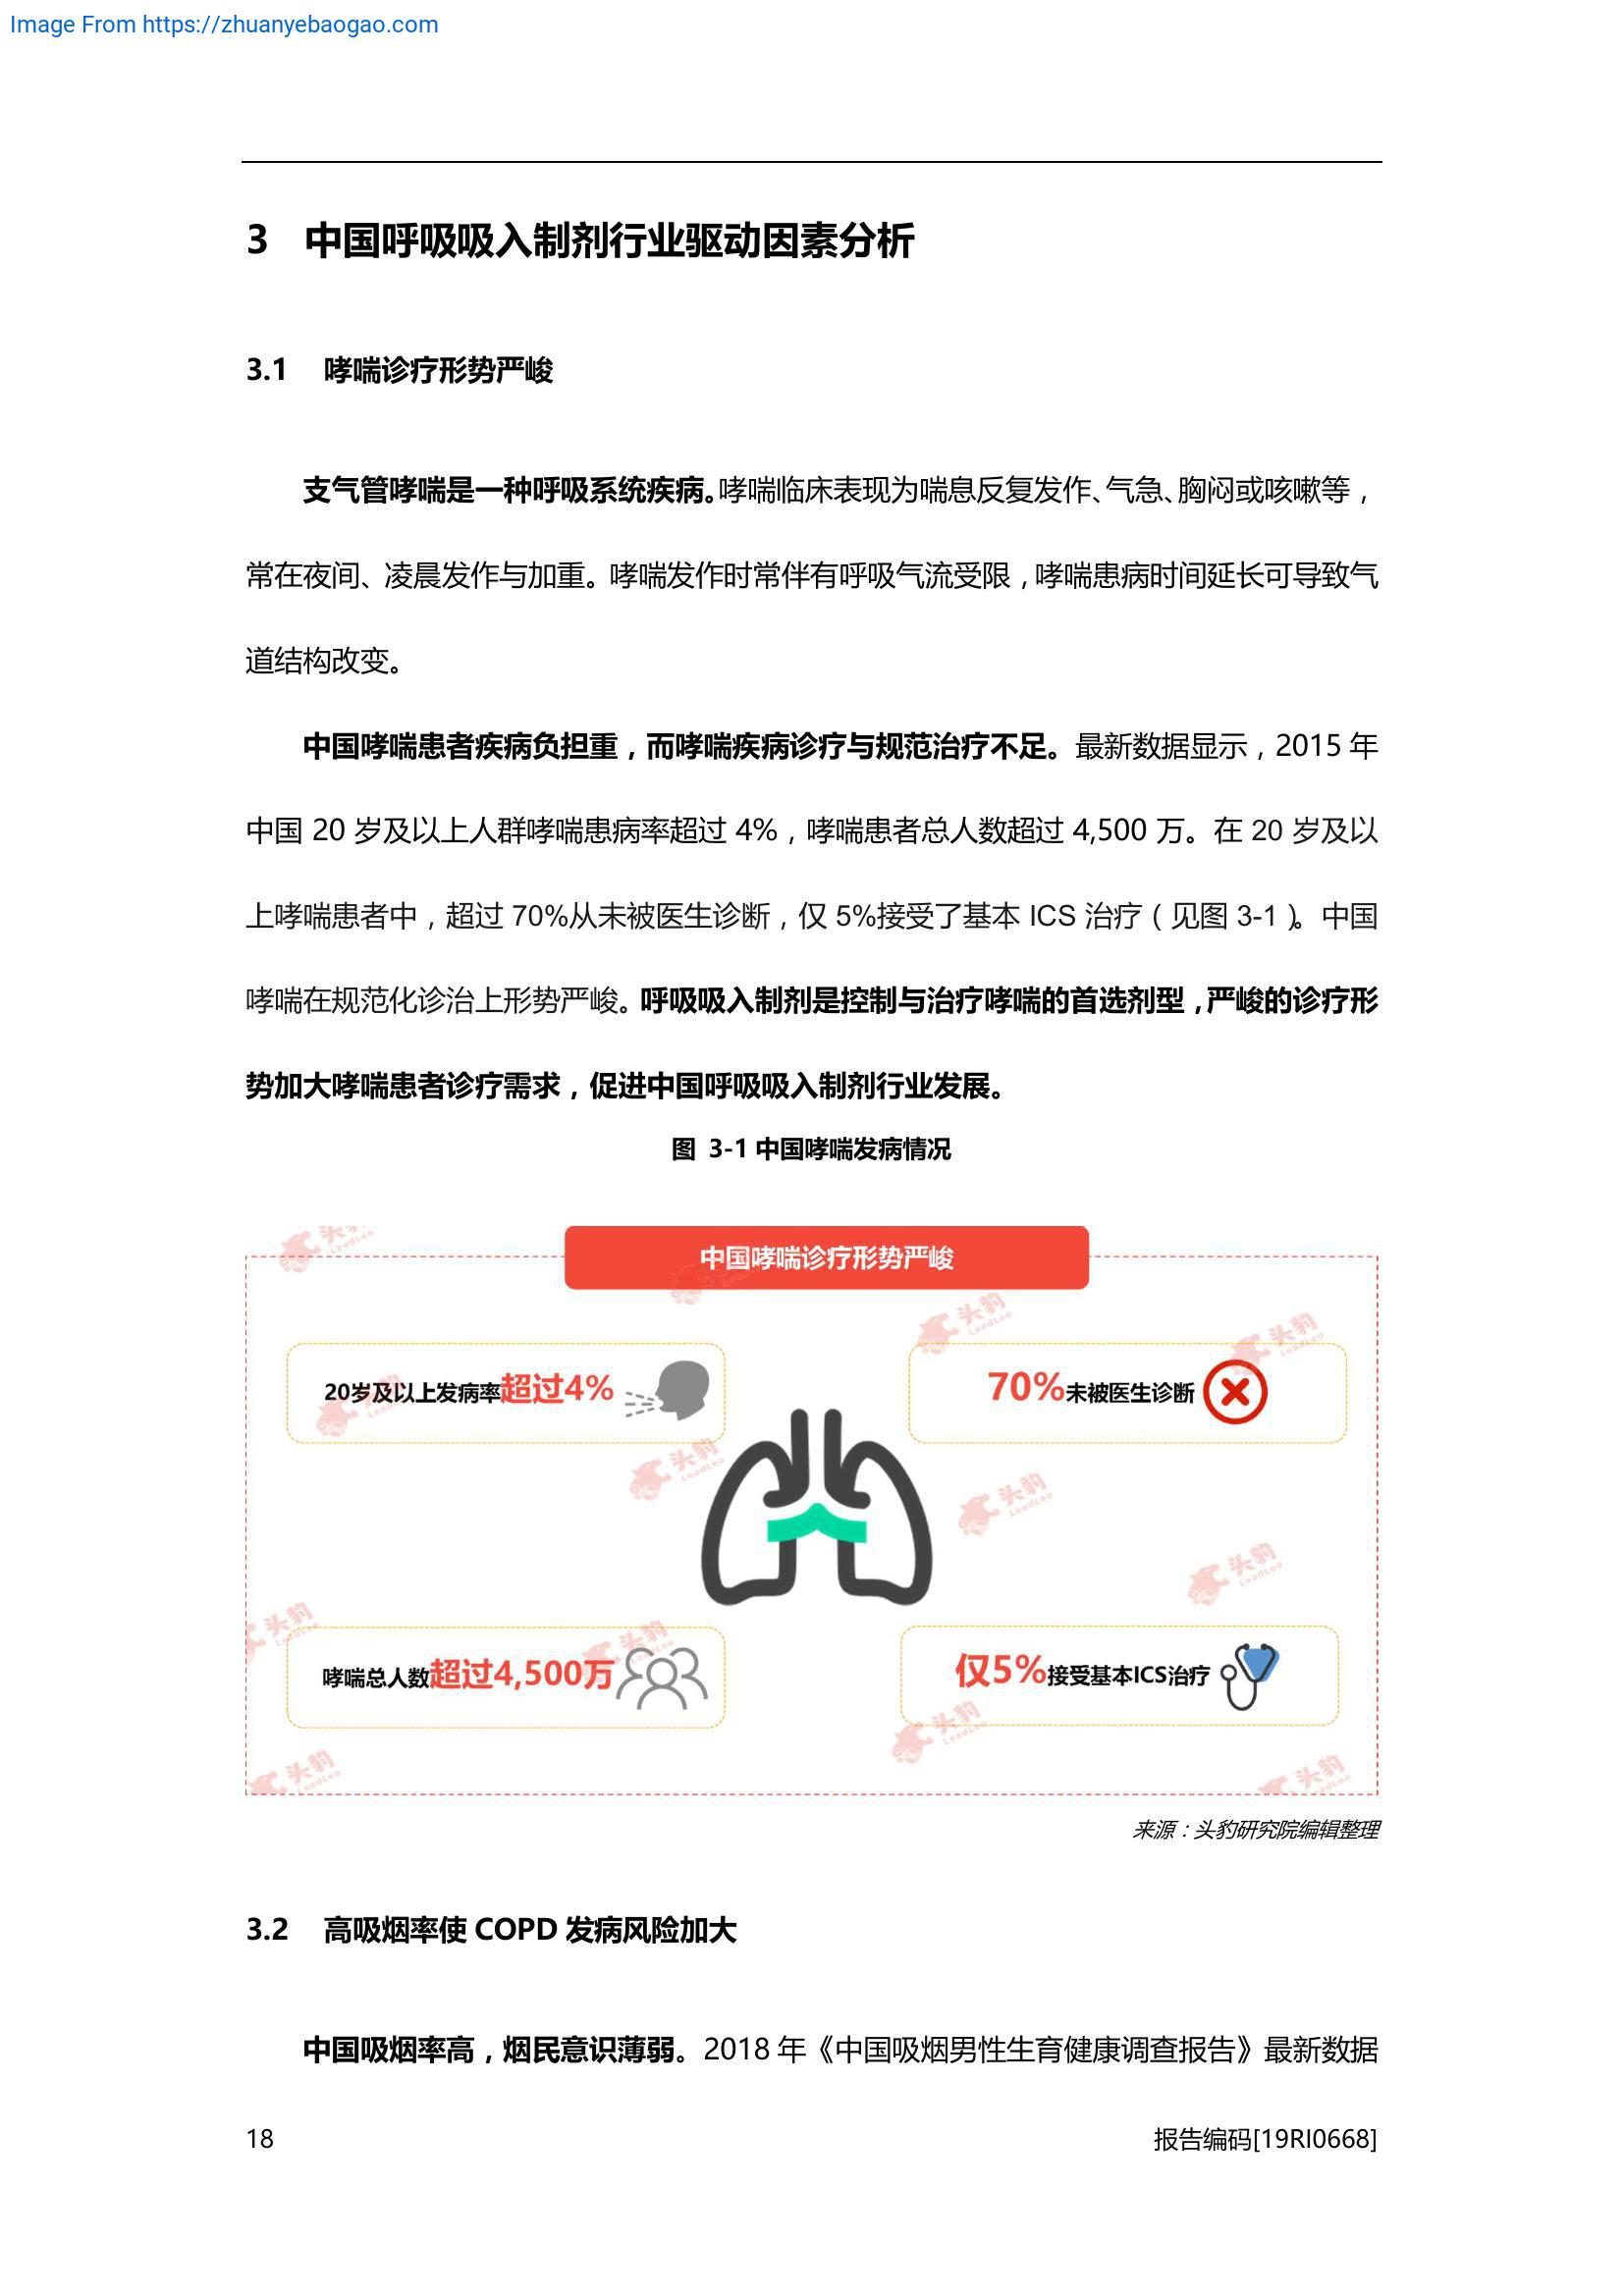 Image From https://zhuanyebaogao.com
3 中国呼吸吸入制剂行业驱动因素分析
3.1 哮喘诊疗形势严峻
支气管哮喘是一种呼吸系统疾病。哮喘临床表现为喘息反复发作、气急、胸闷或咳嗽等，
常在夜间、凌晨发作与加重。哮喘发作时常伴有呼吸气流受限，哮喘患病时间延长可导致气
道结构改变。
中国哮喘患者疾病负担重，而哮喘疾病诊疗与规范治疗不足。最新数据显示，2015 年
中国 20 岁及以上人群哮喘患病率超过 4%，哮喘患者总人数超过 4,500 万。在 20 岁及以
上哮喘患者中，超过 70%从未被医生诊断，仅 5%接受了基本 ICS 治疗（见图 3-1）。中国
哮喘在规范化诊治上形势严峻。呼吸吸入制剂是控制与治疗哮喘的首选剂型，严峻的诊疗形
势加大哮喘患者诊疗需求，促进中国呼吸吸入制剂行业发展。
图 3-1 中国哮喘发病情况
中国哮喘诊疗形势严峻
20岁及以上发病率超过4%
70%未被医生诊断
哮喘总人数超过4,500万
仅5%接受基本ICS治疗
头豹 LeadLeo
来源：头豹研究院编辑整理
3.2 高吸烟率使 COPD 发病风险加大
中国吸烟率高，烟民意识薄弱。2018 年《中国吸烟男性生育健康调查报告》最新数据
18 报告编码[19RI0668]